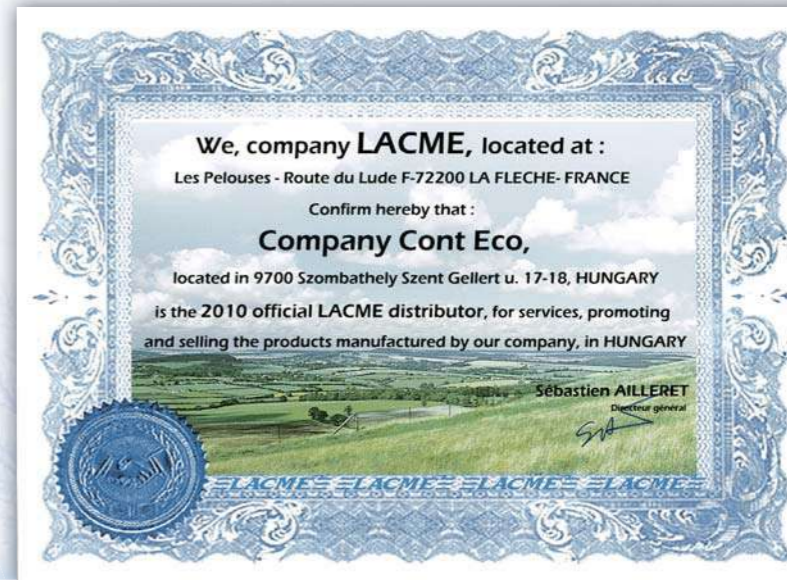 We, company LACME, located at :
Les Pelouses - Route du Lude F-72200 LA FLECHE- FRANCE
Confirm hereby that :
Company Cont Eco,
located in 9700 Szombathely Szent Gellert u. 17-18, HUNGARY
is the 2010 official LACME distributor, for services, promoting
and selling the products manufactured by our company, in HUNGARY
Sébastien AILLERET
Directeur général
LACME LACME LACME LACME